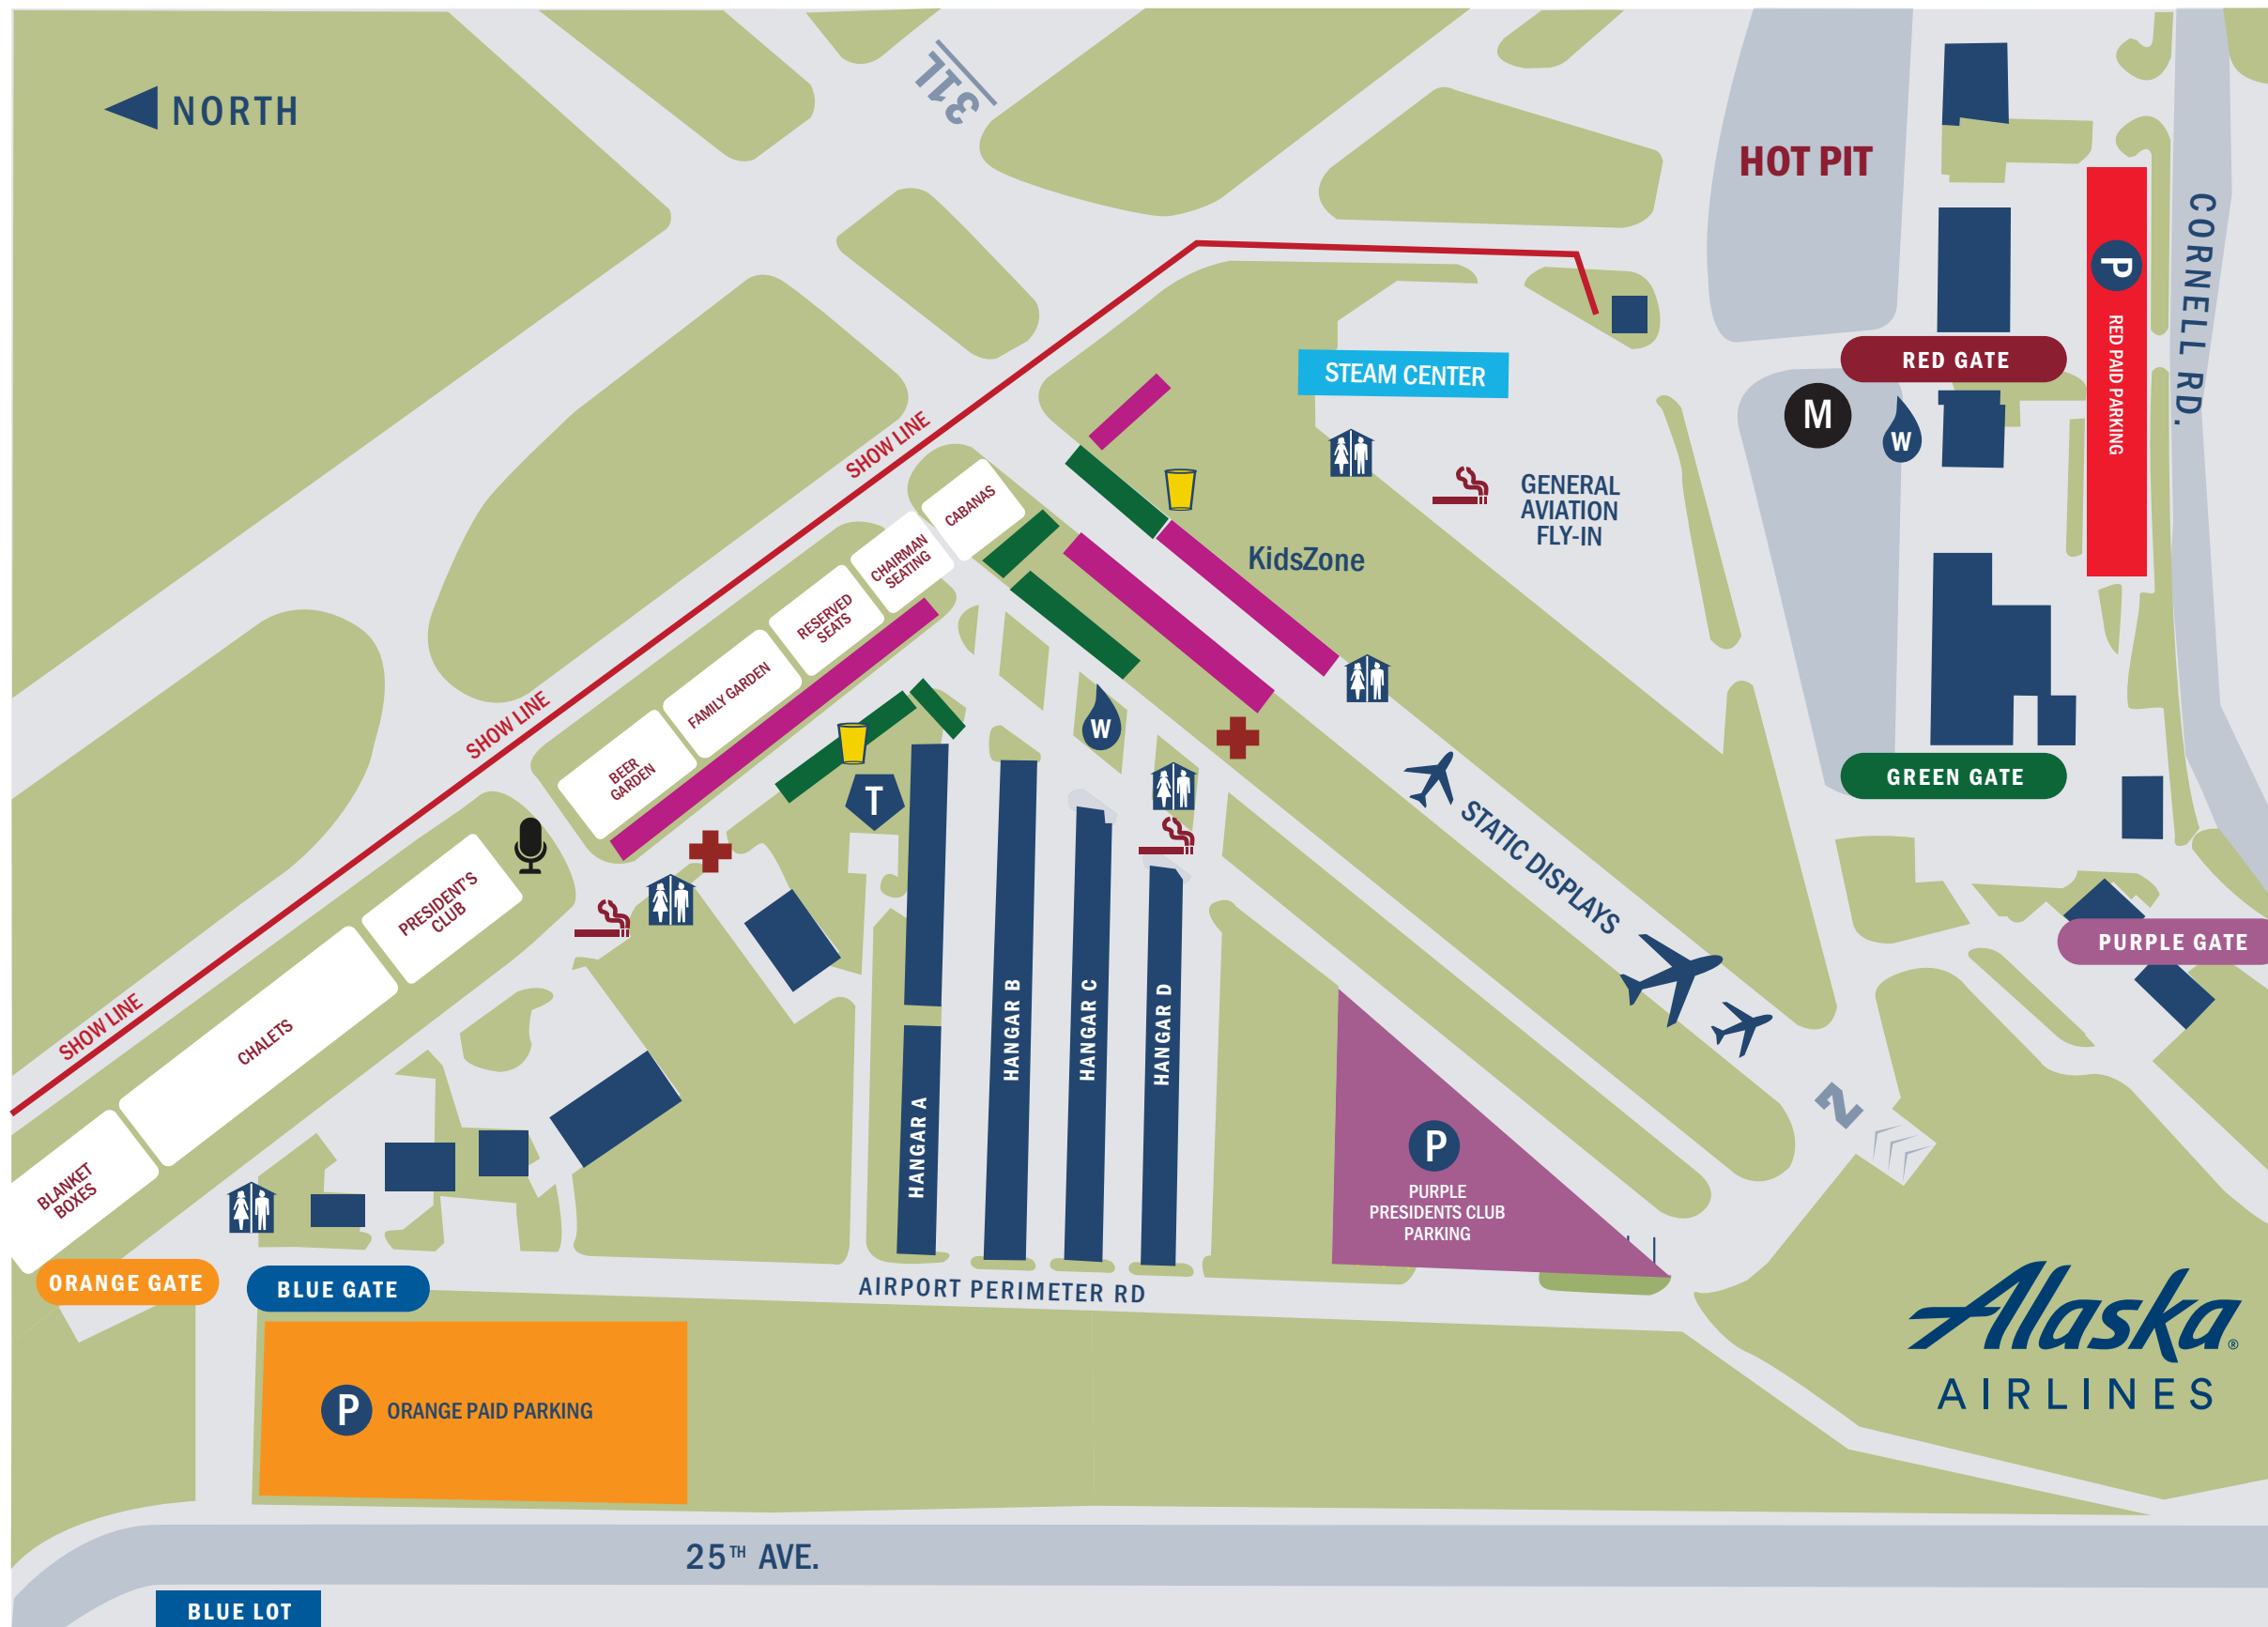 NORTH
31L
HOT PIT
CORNELL RD.
P
RED PAID PARKING
RED GATE
M
W
STEAM CENTER
GENERAL
AVIATION
FLY-IN
KidsZone
SHOW LINE
CABANAS
CHAIRMAN
SEATING
RESERVED
SEATS
FAMILY GARDEN
BEER
GARDEN
SHOW LINE
W
T
GREEN GATE
STATIC DISPLAYS
PURPLE GATE
PRESIDENT'S
CLUB
CHALETS
SHOW LINE
BLANKET
BOXES
HANGAR A
HANGAR B
HANGAR C
HANGAR D
2
P
PURPLE
PRESIDENTS CLUB
PARKING
ORANGE GATE
BLUE GATE
AIRPORT PERIMETER RD
Alaska®
AIRLINES
P
ORANGE PAID PARKING
25TH AVE.
BLUE LOT